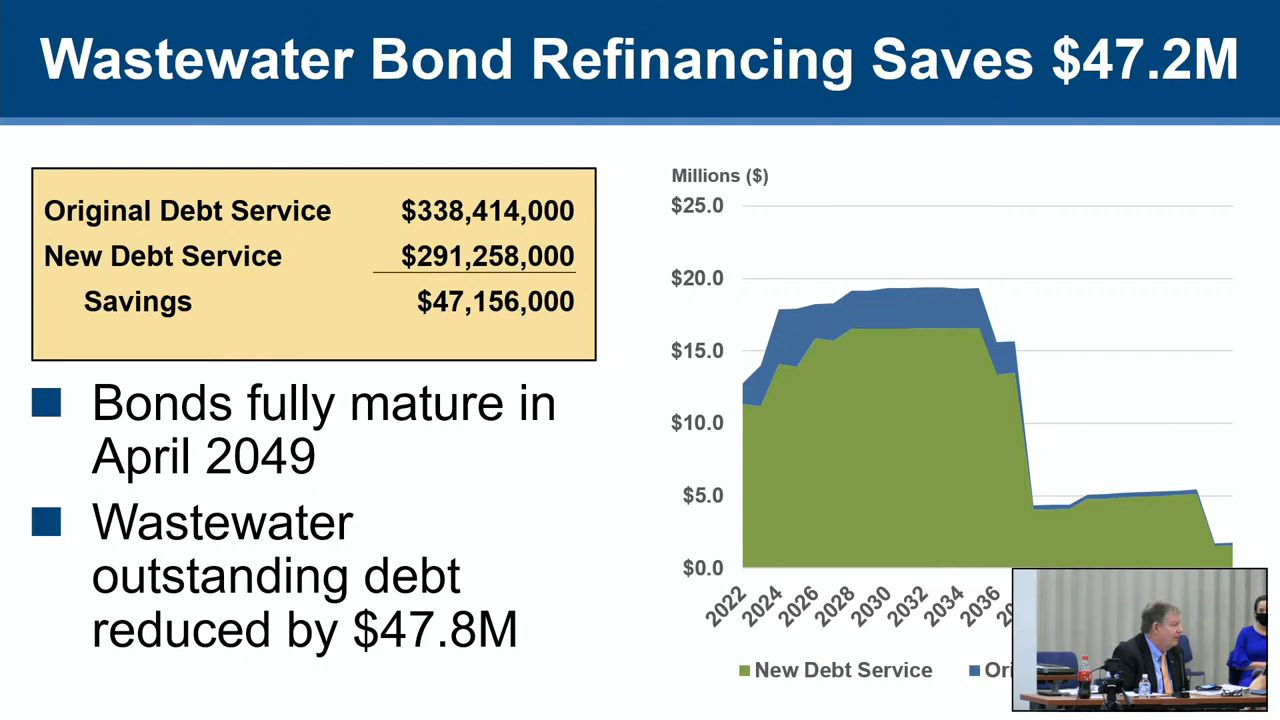 Wastewater Bond Refinancing Saves $47.2M
Original Debt Service $338,414,000
New Debt Service $291,258,000
Savings $47,156,000
Bonds fully mature in
April 2049
Wastewater
outstanding debt
reduced by $47.8M
Millions ($)
$25.0
$20.0
$15.0
$10.0
$5.0
$0.0
2022 2024 2026 2028 2030 2032 2034 2036
New Debt Service